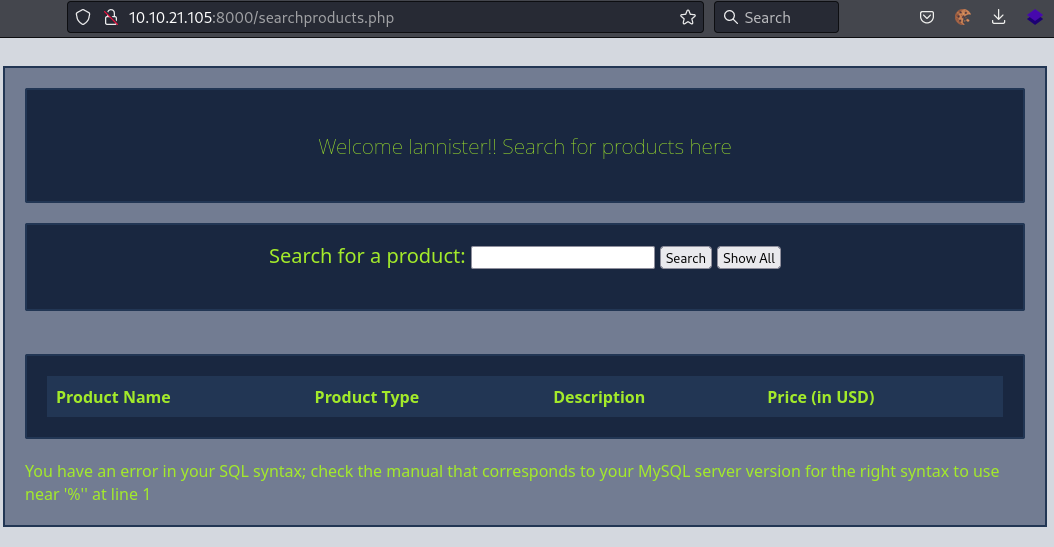 10.10.21.105:8000/searchproducts.php
Search
Welcome lannister!! Search for products here
Search for a product: Search Show All
Product Name Product Type Description Price (in USD)
You have an error in your SQL syntax; check the manual that corresponds to your MySQL server version for the right syntax to use
near '%'' at line 1